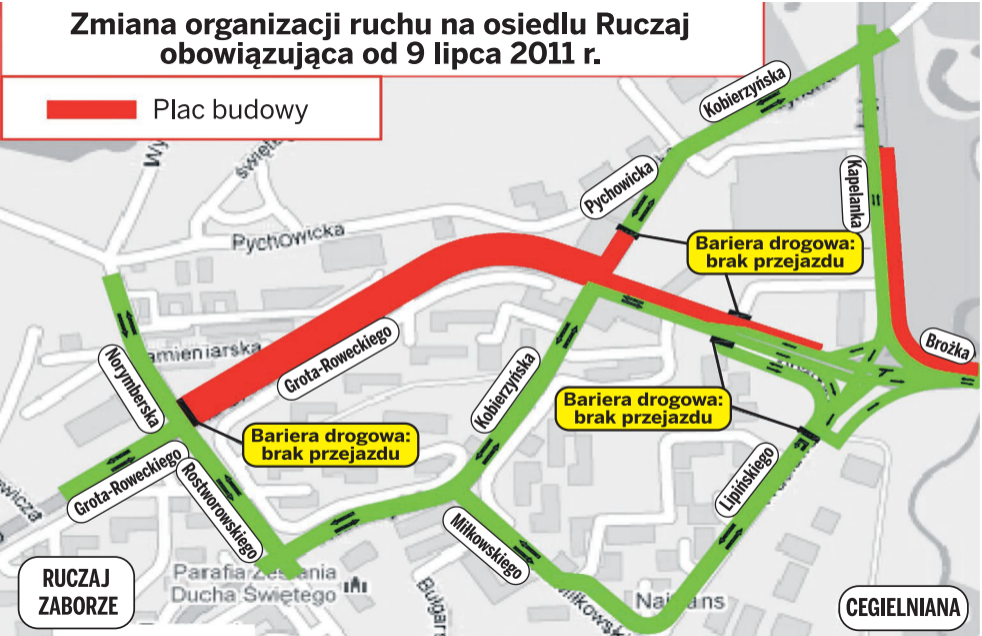 Zmiana organizacji ruchu na osiedlu Ruczaj
obowiązująca od 9 lipca 2011 r.
Plac budowy
Kobierzyńska
Pychowicka
Kapelanka
Pychowicka
Bariera drogowa:
brak przejazdu
Brożka
Norymberska
amieniarska
Grota-Roweckiego
Kobierzyńska
Bariera drogowa:
brak przejazdu
Bariera drogowa:
brak przejazdu
Grota-Roweckiego
Rostworowskiego
Lipińskiego
Miłkowskiego
RUCZAJ
ZABORZE
Parafia
Ducha Świętego
Bułgar
CEGIELNIANA